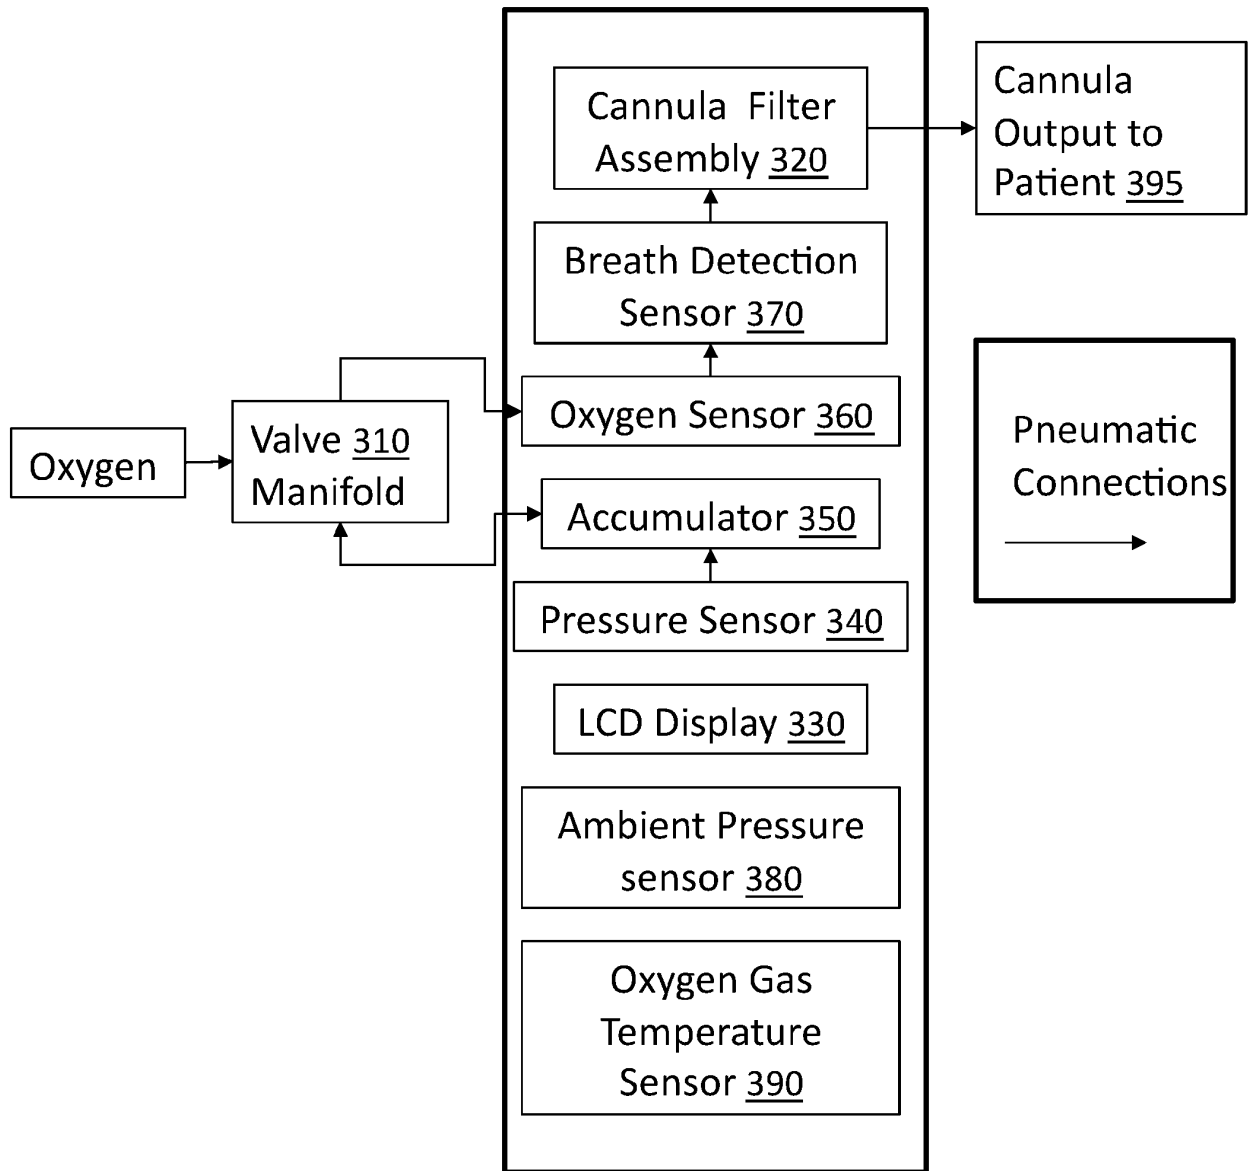 Cannula Filter
Assembly 320
Cannula
Output to
Patient 395
Breath Detection
Sensor 370
Oxygen Sensor 360
Valve 310
Manifold
Oxygen
Accumulator 350
Pressure Sensor 340
Pneumatic
Connections
LCD Display 330
Ambient Pressure
sensor 380
Oxygen Gas
Temperature
Sensor 390